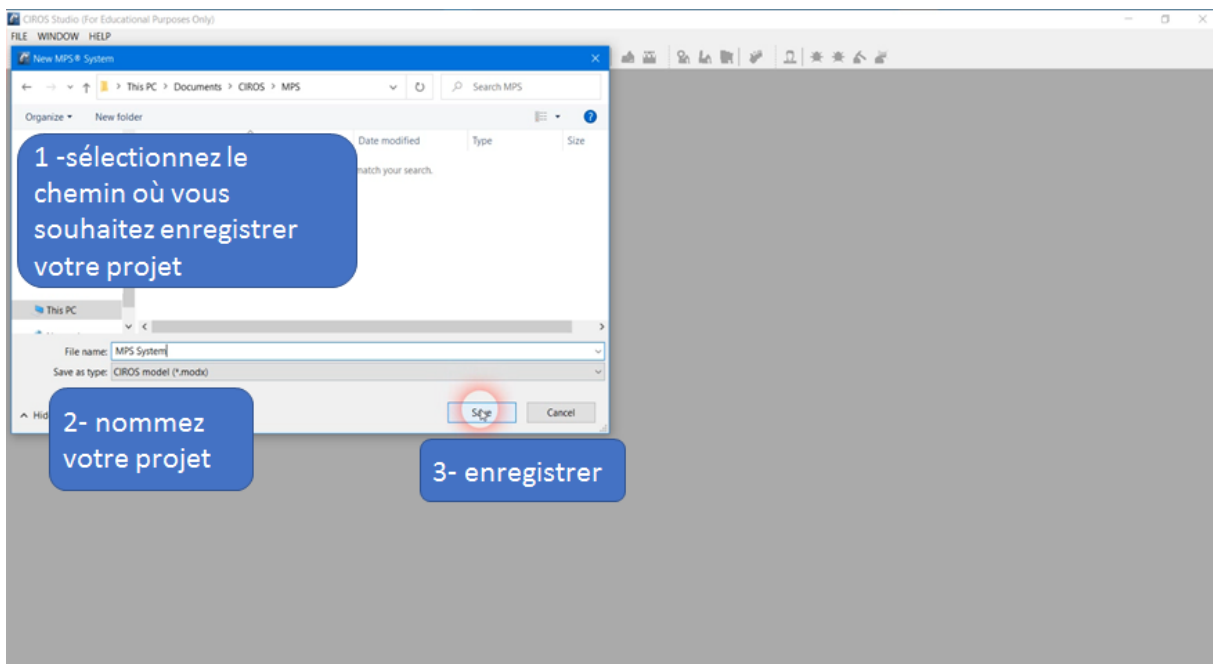 CIROS Studio (For Educational Purposes Only)
FILE WINDOW HELP
New MPS® System
This PC > Documents > CIROS > MPS
Search MPS
Organize New folder
Date modified Type Size
match your search.
1 -sélectionnez le
chemin où vous
souhaitez enregistrer
votre projet
This PC
File name: MPS System
Save as type: CIROS model (*.modx)
Save Cancel
2- nommez
votre projet
3- enregistrer